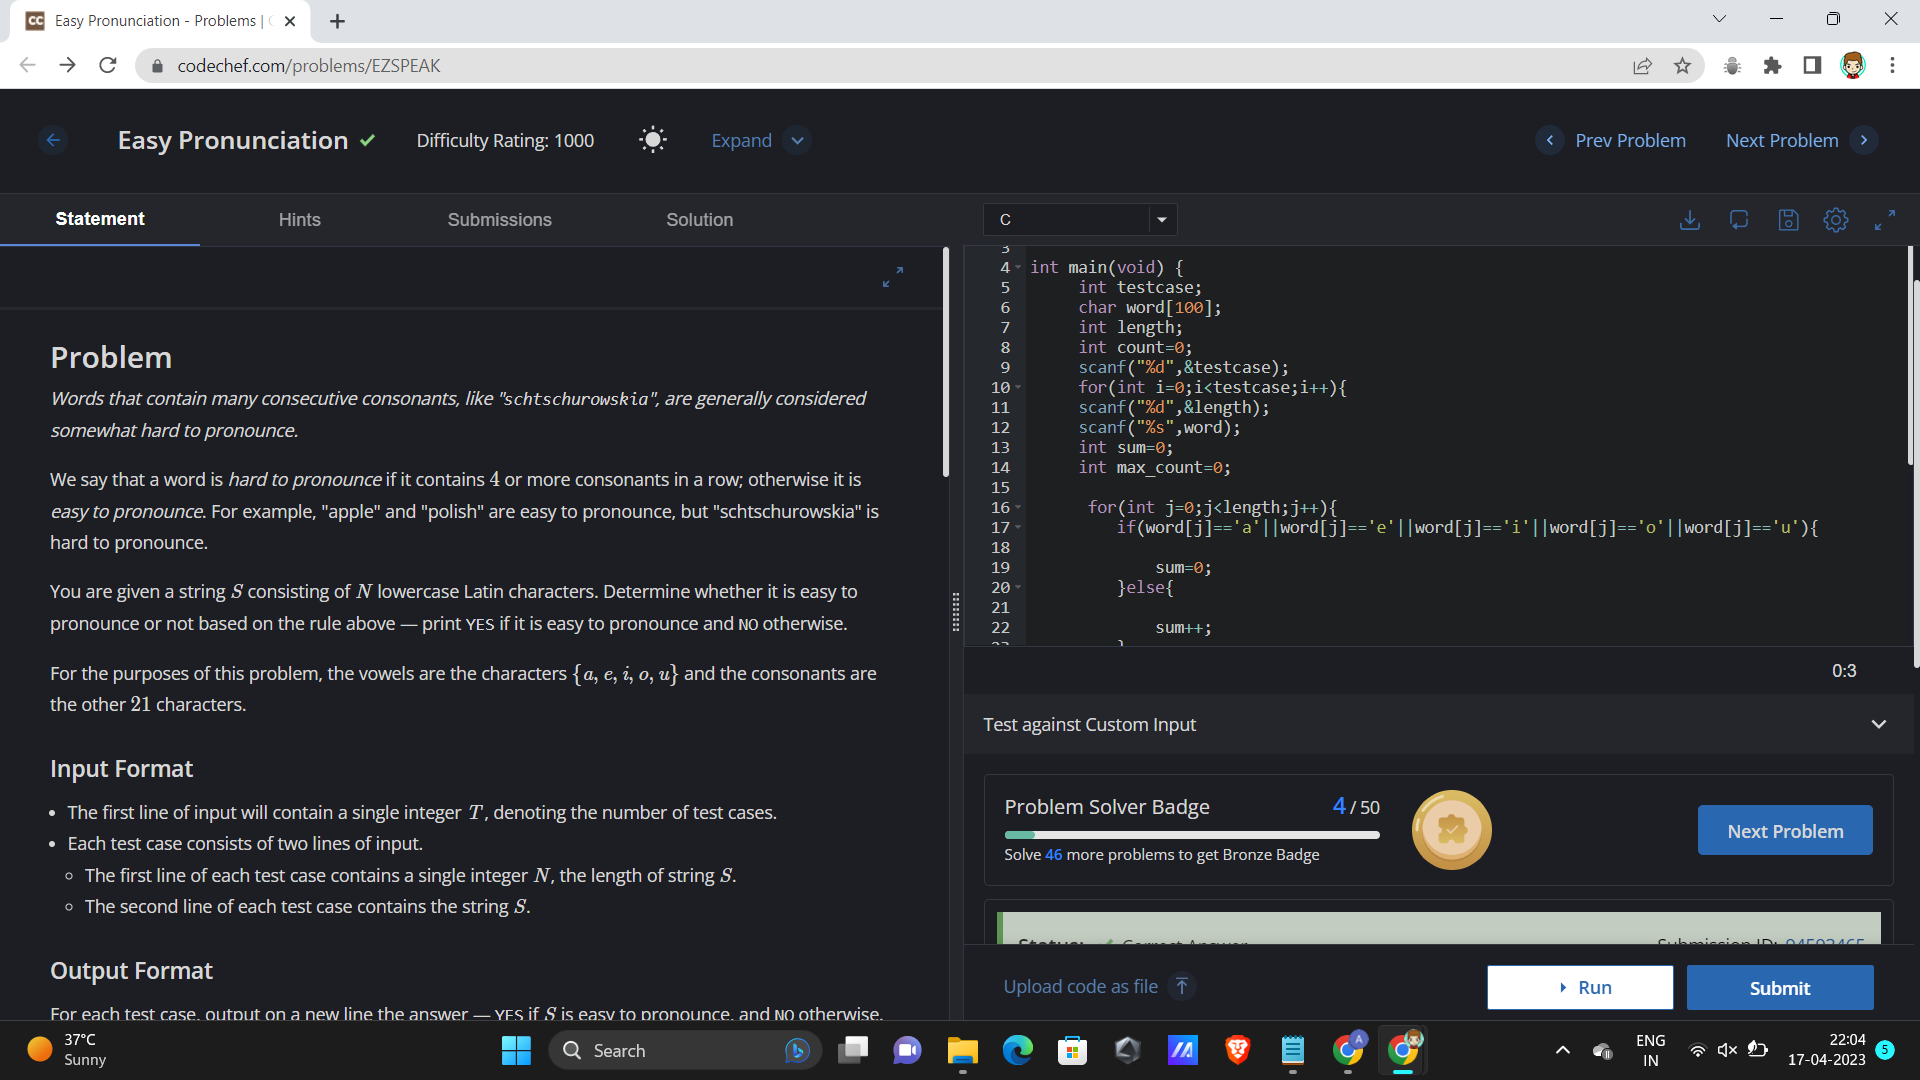 Easy Pronunciation - Problems |
codechef.com/problems/EZSPEAK
Easy Pronunciation
Difficulty Rating: 1000
Expand
Prev Problem
Next Problem
Statement
Hints
Submissions
Solution
Problem
Words that contain many consecutive consonants, like "schtschurowskia", are generally considered
somewhat hard to pronounce.
We say that a word is hard to pronounce if it contains 4 or more consonants in a row; otherwise it is
easy to pronounce. For example, "apple" and "polish" are easy to pronounce, but "schtschurowskia" is
hard to pronounce.
You are given a string S consisting of N lowercase Latin characters. Determine whether it is easy to
pronounce or not based on the rule above — print YES if it is easy to pronounce and NO otherwise.
For the purposes of this problem, the vowels are the characters {a, e, i, o, u} and the consonants are
the other 21 characters.
Input Format
• The first line of input will contain a single integer T, denoting the number of test cases.
• Each test case consists of two lines of input.
◦ The first line of each test case contains a single integer N, the length of string S.
◦ The second line of each test case contains the string S.
Output Format
For each test case, output on a new line the answer — YES if S is easy to pronounce, and NO otherwise.
C
3
4 int main(void) {
5 int testcase;
6 char word[100];
7 int length;
8 int count=0;
9 scanf("%d",&testcase);
10 for(int i=0;i<testcase;i++){
11 scanf("%d",&length);
12 scanf("%s",word);
13 int sum=0;
14 int max_count=0;
15
16 for(int j=0;j<length;j++){
17 if(word[j]=='a'||word[j]=='e'||word[j]=='i'||word[j]=='o'||word[j]=='u'){
18
19 sum=0;
20 }else{
21
22 sum++;
23 }
0:3
Test against Custom Input
Problem Solver Badge
4 / 50
Solve 46 more problems to get Bronze Badge
Next Problem
Status: Correct Answer
Submission ID: 94593465
Upload code as file
Run
Submit
37°C
Sunny
Search
A
ENG
IN
22:04
17-04-2023
5